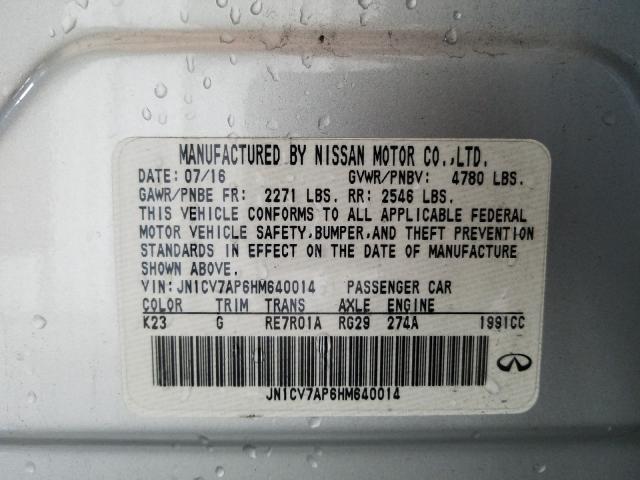 MANUFACTURED BY NISSAN MOTOR CO.,LTD.
DATE: 07/16 GVWR/PNBV: 4780 LBS.
GAWR/PNBE FR: 2271 LBS. RR: 2546 LBS.
THIS VEHICLE CONFORMS TO ALL APPLICABLE FEDERAL
MOTOR VEHICLE SAFETY,BUMPER,AND THEFT PREVENTION
STANDARDS IN EFFECT ON THE DATE OF MANUFACTURE
SHOWN ABOVE.
VIN:JN1CV7AP6HM640014 PASSENGER CAR
COLOR TRIM TRANS AXLE ENGINE
K23 G RE7R01A RG29 274A 1991CC
JN1CV7AP6HM640014